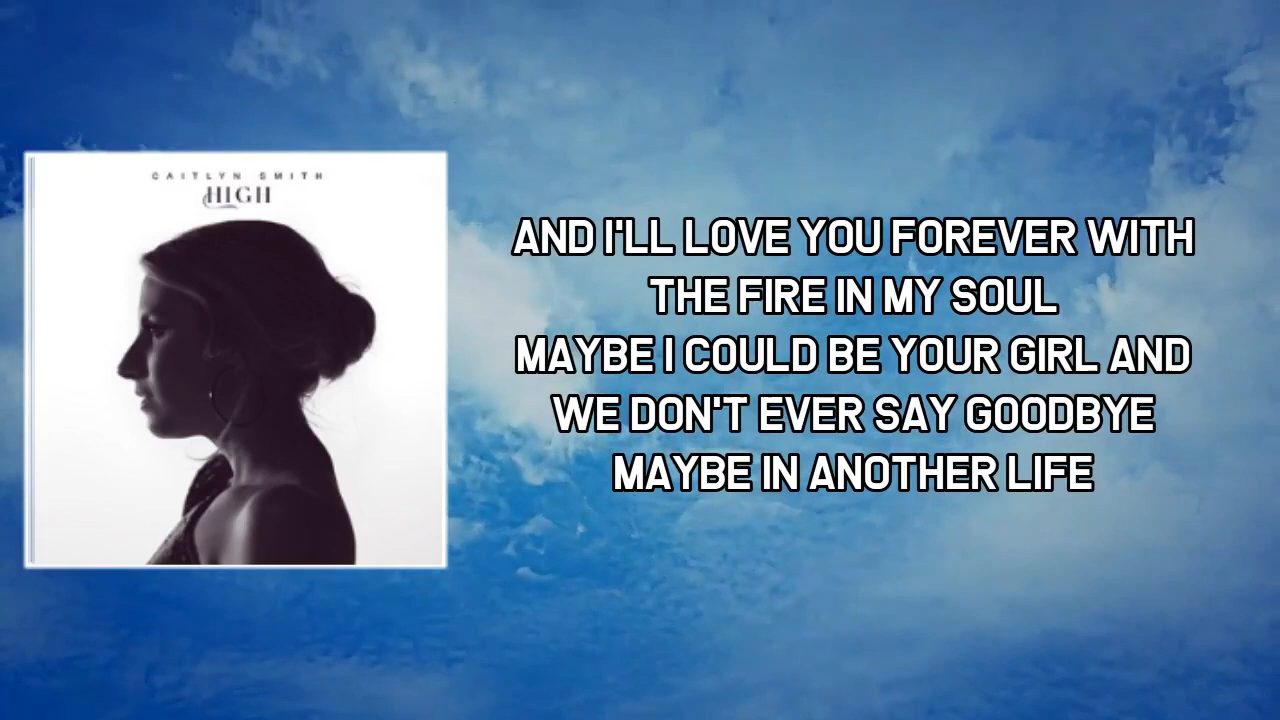 CAITLYN SMITH
HIGH
AND I'LL LOVE YOU FOREVER WITH
THE FIRE IN MY SOUL
MAYBE I COULD BE YOUR GIRL AND
WE DON'T EVER SAY GOODBYE
MAYBE IN ANOTHER LIFE